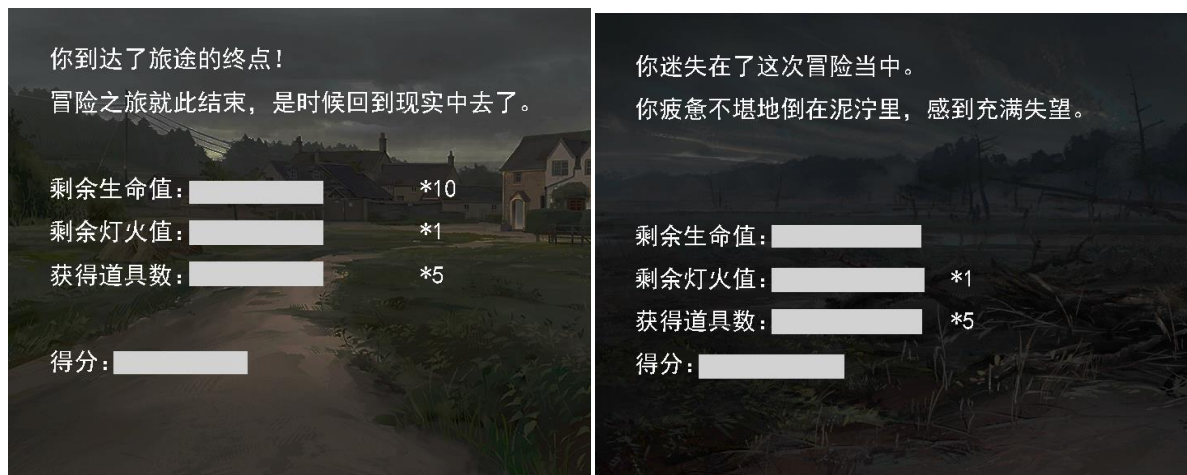 你到达了旅途的终点!
冒险之旅就此结束，是时候回到现实中去了。
剩余生命值: *10
剩余灯火值: *1
获得道具数: *5
得分:
你迷失在了这次冒险当中。
你疲惫不堪地倒在泥泞里，感到充满失望。
剩余生命值:
剩余灯火值: *1
获得道具数: *5
得分: